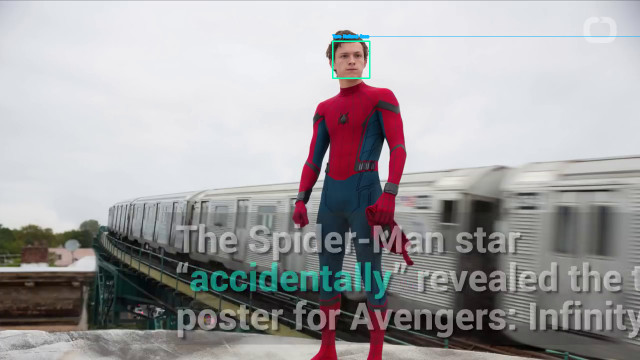 The Spider-Man star
“accidentally” revealed the t
poster for Avengers: Infinity